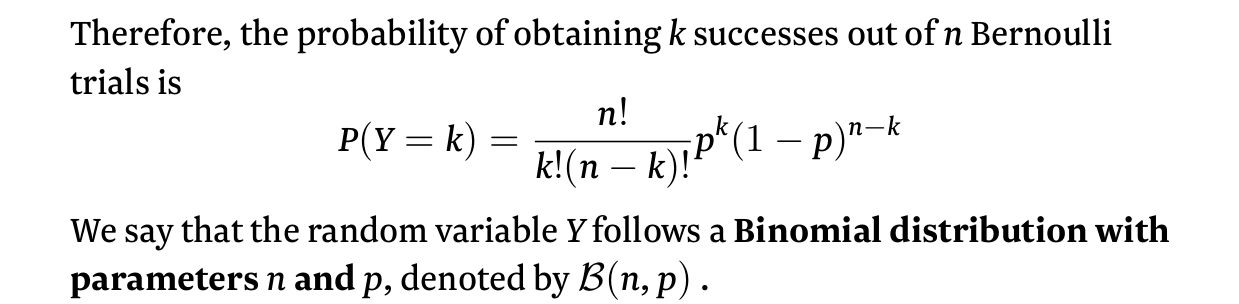 Therefore, the probability of obtaining k successes out of n Bernoulli
trials is
P(Y = k) = \frac{n!}{k!(n − k)!} p^k (1 − p)^{n−k}
We say that the random variable Y follows a Binomial distribution with
parameters n and p, denoted by ℬ(n, p) .